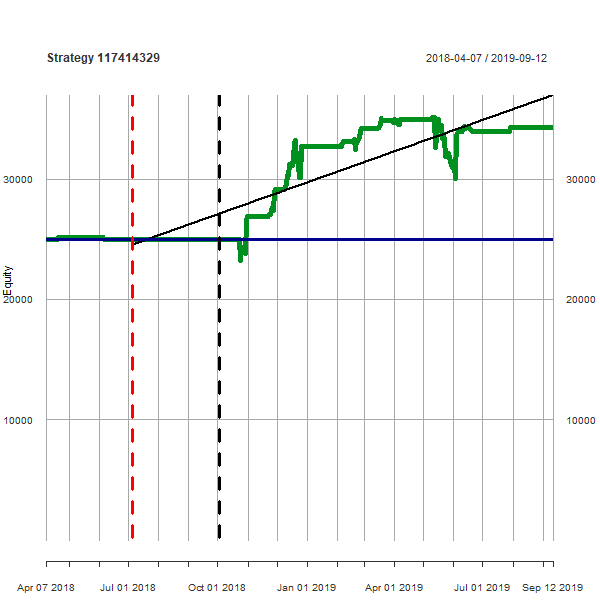 Strategy 117414329
2018-04-07 / 2019-09-12
Equity
30000
30000
20000
20000
10000
10000
Apr 07 2018
Jul 01 2018
Oct 01 2018
Jan 01 2019
Apr 01 2019
Jul 01 2019
Sep 12 2019